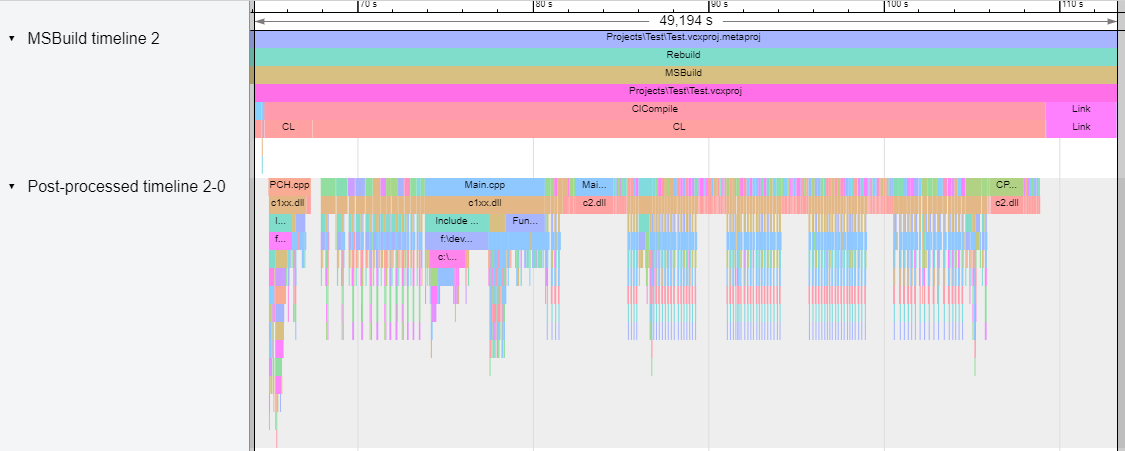 70 s 80 s 90 s 100 s 110 s
49,194 s
MSBuild timeline 2
Projects\Test\Test.vcxproj.metaproj
Rebuild
MSBuild
Projects\Test\Test.vcxproj
ClCompile Link
CL CL Link
Post-processed timeline 2-0
PCH.cpp Main.cpp Mai... CP...
c1xx.dll c1xx.dll c2.dll c2.dll
I... Include ... Fun...
f... f:\dev...
c:\...